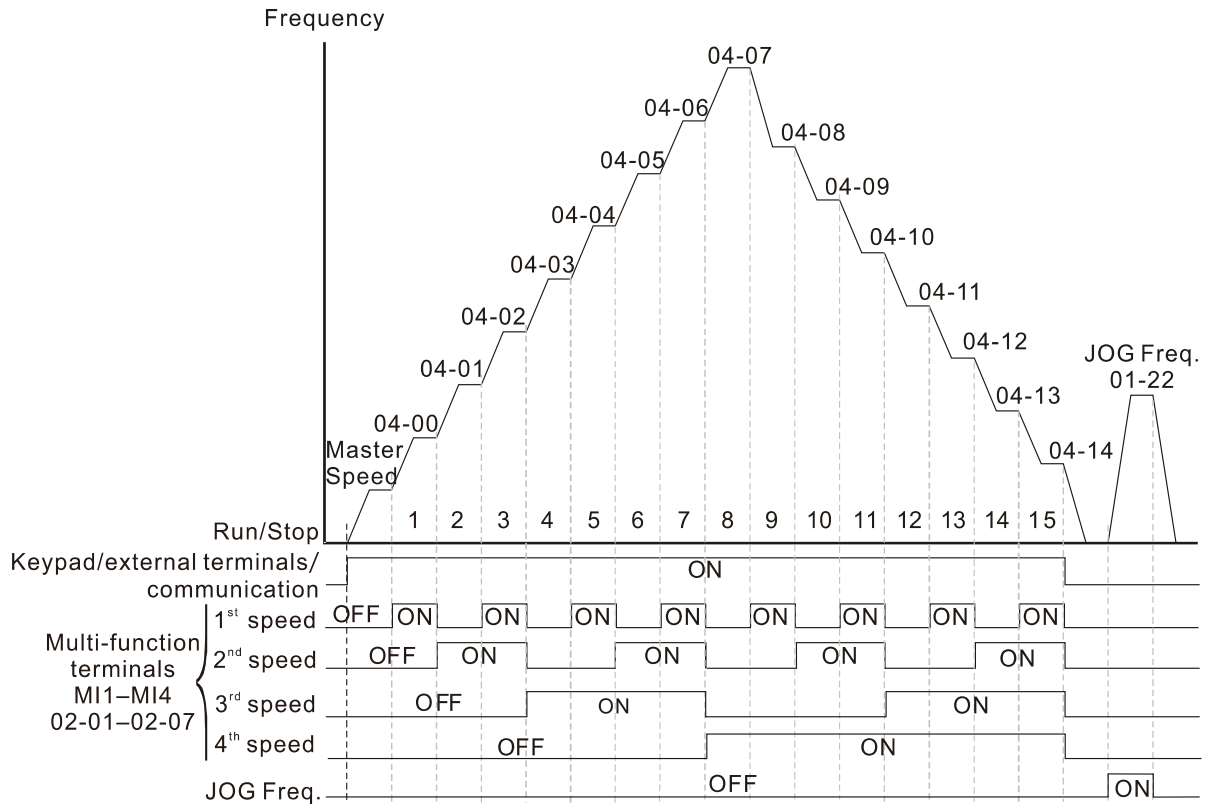 Frequency
04-07
04-06
04-08
04-05
04-09
04-04
04-10
04-03
04-11
04-02
04-12
JOG Freq.
01-22
04-01
04-13
04-00
04-14
Master
Speed
Run/Stop
1 2 3 4 5 6 7 8 9 10 11 12 13 14 15
Keypad/external terminals/
communication
ON
Multi-function
terminals
MI1–MI4
02-01–02-07
1st speed OFF ON ON ON ON ON ON ON ON
2nd speed OFF ON ON ON ON
3rd speed OFF ON ON
4th speed OFF ON
JOG Freq. OFF ON